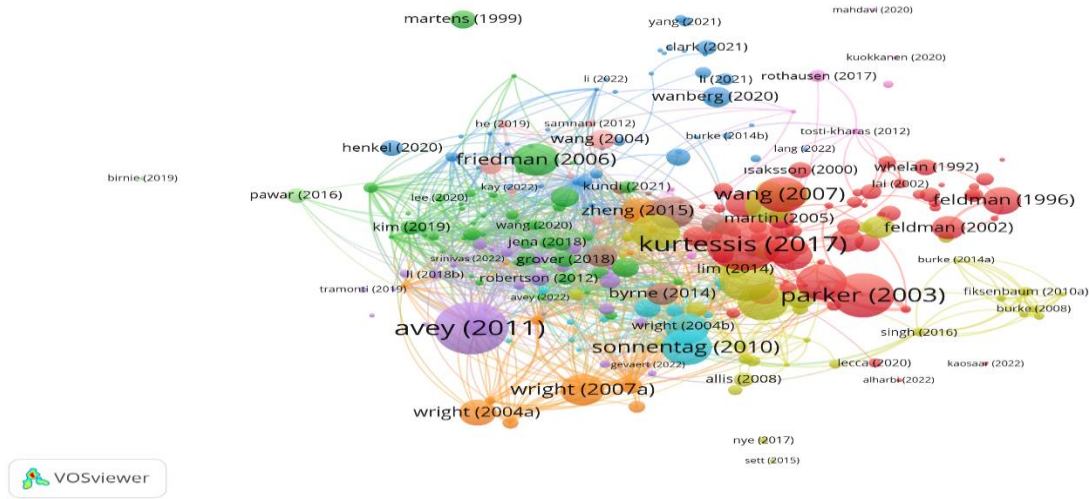 mahdavi (2020)
martens (1999)
yang (2021)
clark (2021)
kuokkanen (2020)
li (2022)
li (2021)
rothausen (2017)
wanberg (2020)
he (2019)
samnani (2012)
wang (2004)
burke (2014b)
tosti-kharas (2012)
henkel (2020)
friedman (2006)
lang (2022)
isaksson (2000)
whelan (1992)
birnie (2019)
lai (2002)
kay (2022)
kundi (2021)
pawar (2016)
lee (2020)
wang (2007)
feldman (1996)
zheng (2015)
martin (2005)
kim (2019)
wang (2020)
feldman (2002)
jena (2018)
kurtessis (2017)
srinivas (2022)
grover (2018)
burke (2014a)
li (2018b)
robertson (2012)
lim (2014)
tramonti (2019)
byrne (2014)
parker (2003)
fiksenbaum (2010a)
avey (2022)
burke (2008)
avey (2011)
wright (2004b)
singh (2016)
sonnentag (2010)
gevaert (2022)
lecca (2020)
kaosaar (2022)
allis (2008)
alharbi (2022)
wright (2007a)
wright (2004a)
nye (2017)
sett (2015)
VOSviewer